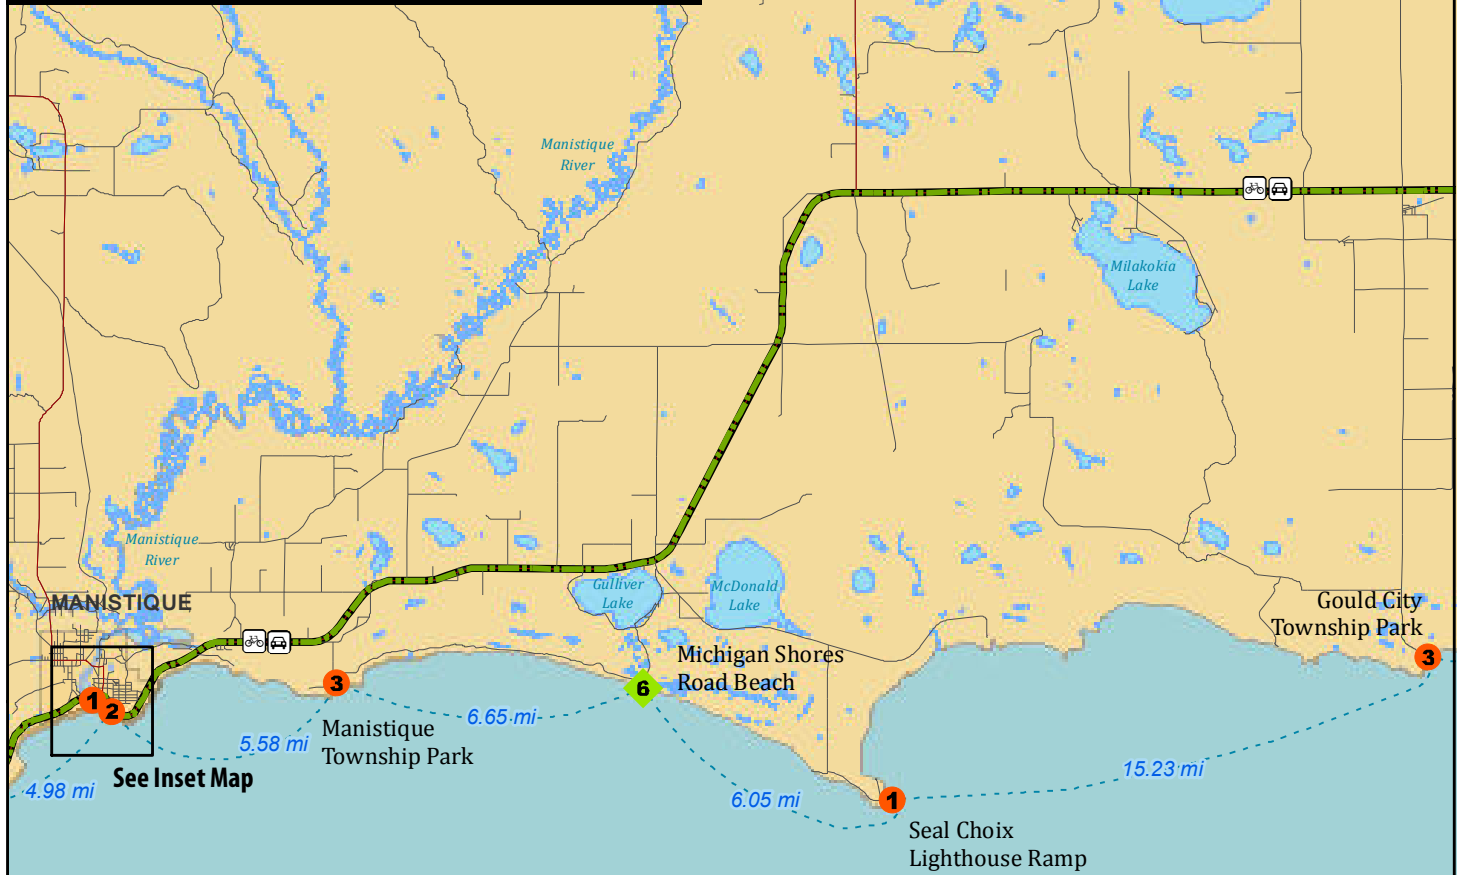 Manistique
River
Milakokia
Lake
Manistique
River
MANISTIQUE
Gulliver
Lake
McDonald
Lake
Gould City
Township Park
3
Michigan Shores
Road Beach
6
3
1
2
6.65 mi
Manistique
Township Park
5.58 mi
See Inset Map
4.98 mi
15.23 mi
6.05 mi
1
Seal Choix
Lighthouse Ramp